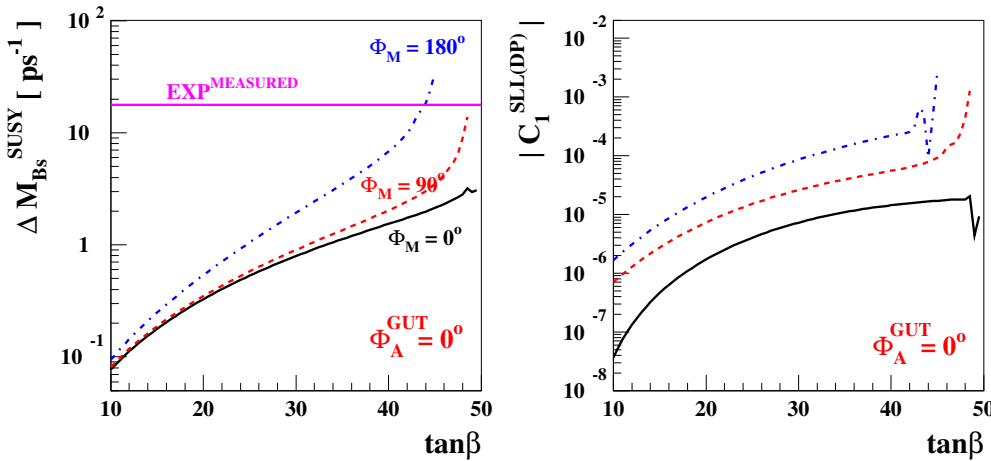 Δ M_Bs^SUSY [ ps^-1 ]
10^2
10
1
10^-1
Φ_M = 180°
EXP^MEASURED
Φ_M = 90°
Φ_M = 0°
Φ_A^GUT = 0°
10 20 30 40 50
tanβ
| C_1^SLL(DP) |
10^-2
10^-3
10^-4
10^-5
10^-6
10^-7
10^-8
Φ_A^GUT = 0°
10 20 30 40 50
tanβ